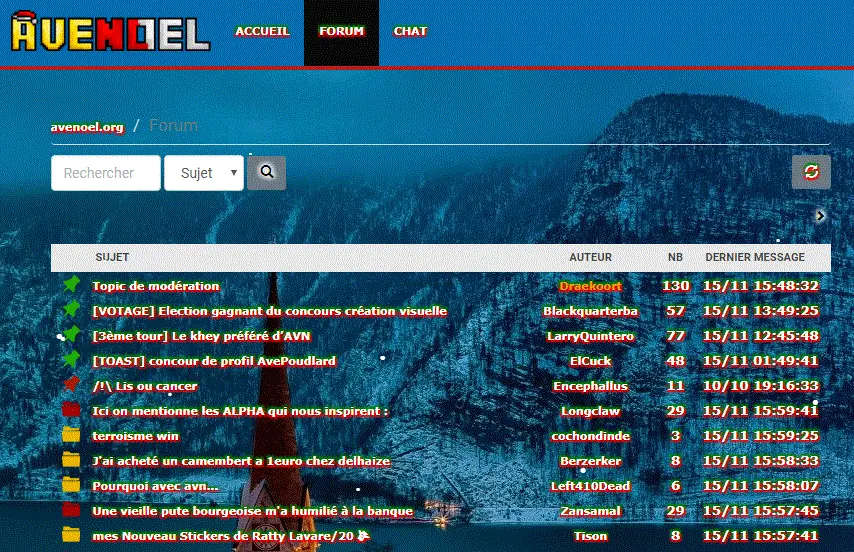 AVENOEL ACCUEIL FORUM CHAT
avenoel.org / Forum
Rechercher Sujet
SUJET AUTEUR NB DERNIER MESSAGE
Topic de modération Draekoort 130 15/11 15:48:32
[VOTAGE] Election gagnant du concours création visuelle Blackquarterba 57 15/11 13:49:25
[3ème tour] Le khey préféré d'AVN LarryQuintero 77 15/11 12:45:48
[TOAST] concour de profil AvePoudlard ElCuck 48 15/11 01:49:41
/!\ Lis ou cancer Encephallus 11 10/10 19:16:33
Ici on mentionne les ALPHA qui nous inspirent : Longclaw 29 15/11 15:59:41
terroisme win cochondinde 3 15/11 15:59:25
J'ai acheté un camembert a 1euro chez delhaize Berzerker 8 15/11 15:58:33
Pourquoi avec avn... Left410Dead 6 15/11 15:58:07
Une vieille pute bourgeoise m'a humilié à la banque Zansamal 29 15/11 15:57:45
mes Nouveau Stickers de Ratty Lavare/20 Tison 8 15/11 15:57:41